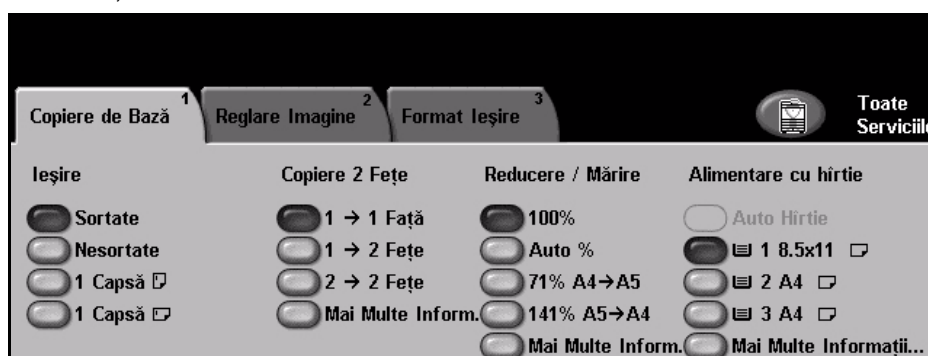 Copiere de Bază 1
Reglare Imagine 2
Format Ieșire 3
Toate
Serviciile
Ieșire
Sortate
Nesortate
1 Capsă
1 Capsă
Copiere 2 Fețe
1 → 1 Față
1 → 2 Fețe
2 → 2 Fețe
Mai Multe Inform.
Reducere / Mărire
100%
Auto %
71% A4→A5
141% A5→A4
Mai Multe Inform.
Alimentare cu hîrtie
Auto Hîrtie
1 8.5x11
2 A4
3 A4
Mai Multe Informații...